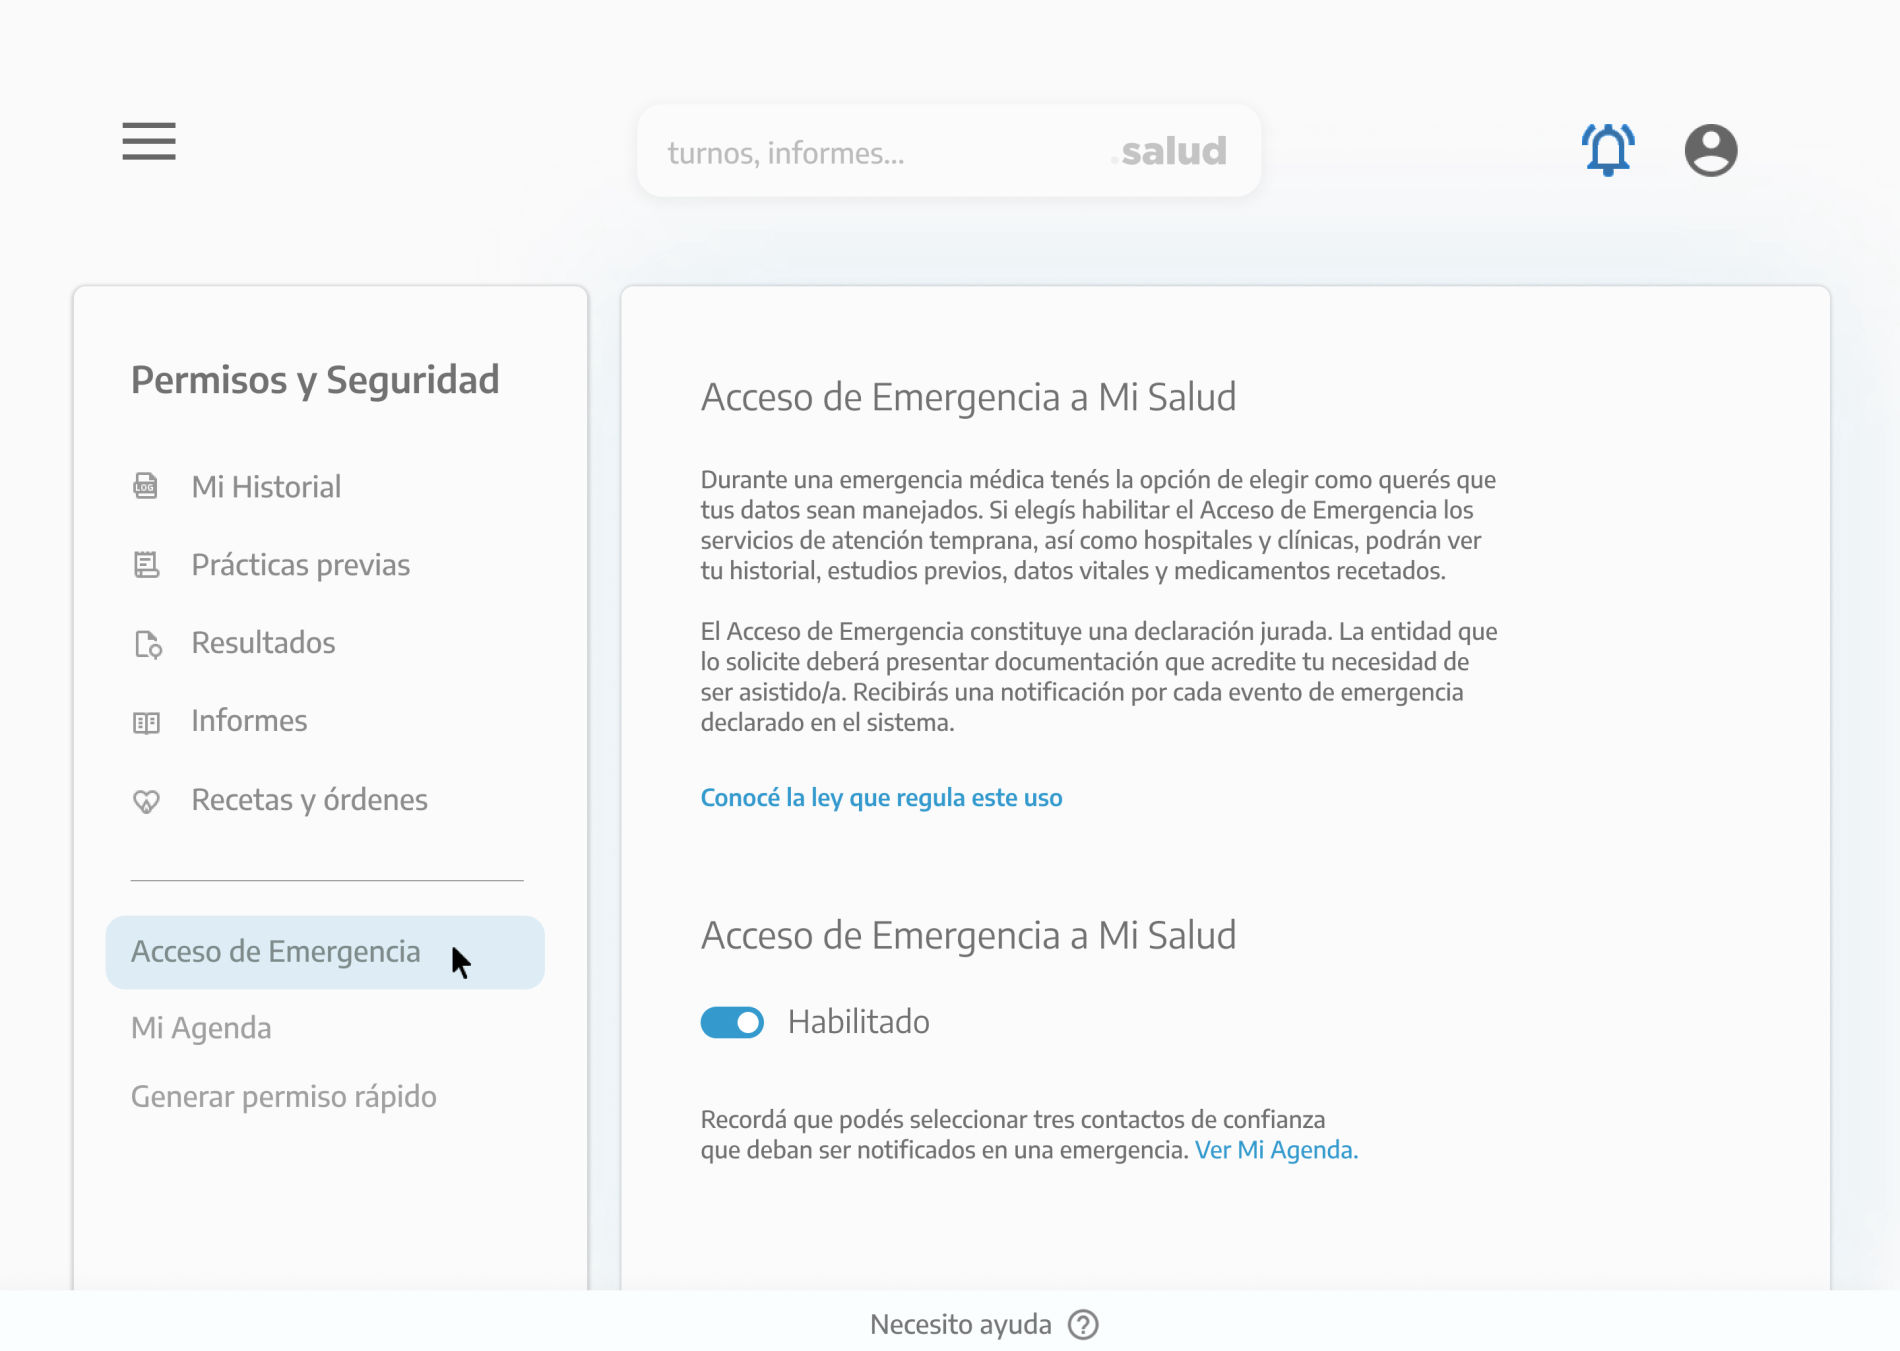 turnos, informes...
.salud
Permisos y Seguridad
LOG
Mi Historial
Prácticas previas
Resultados
Informes
Recetas y órdenes
Acceso de Emergencia
Mi Agenda
Generar permiso rápido
Acceso de Emergencia a Mi Salud
Durante una emergencia médica tenés la opción de elegir como querés que
tus datos sean manejados. Si elegís habilitar el Acceso de Emergencia los
servicios de atención temprana, así como hospitales y clínicas, podrán ver
tu historial, estudios previos, datos vitales y medicamentos recetados.
El Acceso de Emergencia constituye una declaración jurada. La entidad que
lo solicite deberá presentar documentación que acredite tu necesidad de
ser asistido/a. Recibirás una notificación por cada evento de emergencia
declarado en el sistema.
Conocé la ley que regula este uso
Acceso de Emergencia a Mi Salud
Habilitado
Recordá que podés seleccionar tres contactos de confianza
que deban ser notificados en una emergencia. Ver Mi Agenda.
Necesito ayuda ?